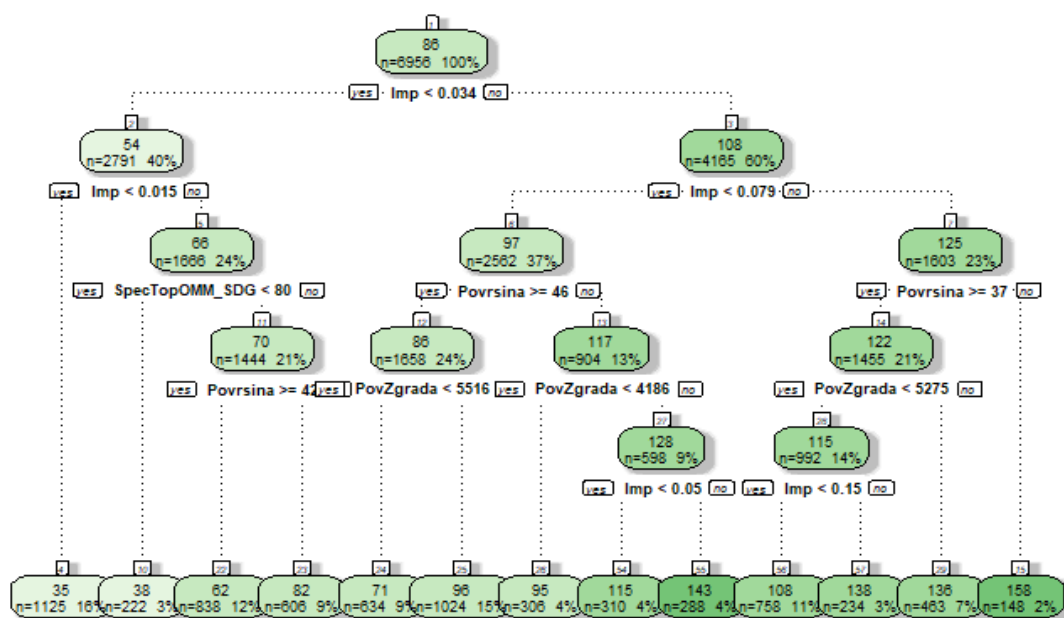 1
86
n=6956 100%
yes Imp < 0.034 no
2 3
54 108
n=2791 40% n=4165 60%
yes Imp < 0.015 no yes Imp < 0.079 no
5 6 7
66 97 125
n=1666 24% n=2562 37% n=1603 23%
yes SpecTopOMM_SDG < 80 no yes Povrsina >= 46 no yes Povrsina >= 37 no
11 12 13 14
70 86 117 122
n=1444 21% n=1658 24% n=904 13% n=1455 21%
yes Povrsina >= 42 yes PovZgrada < 5516 no yes PovZgrada < 4186 no yes PovZgrada < 5275 no
27 28
128 115
n=598 9% n=992 14%
yes Imp < 0.05 no yes Imp < 0.15 no
4 10 22 23 24 25 26 54 55 56 57 29 15
35 38 62 82 71 96 95 115 143 108 138 136 158
n=1125 16% n=222 3% n=838 12% n=606 9% n=634 9% n=1024 15% n=306 4% n=310 4% n=288 4% n=758 11% n=234 3% n=463 7% n=148 2%